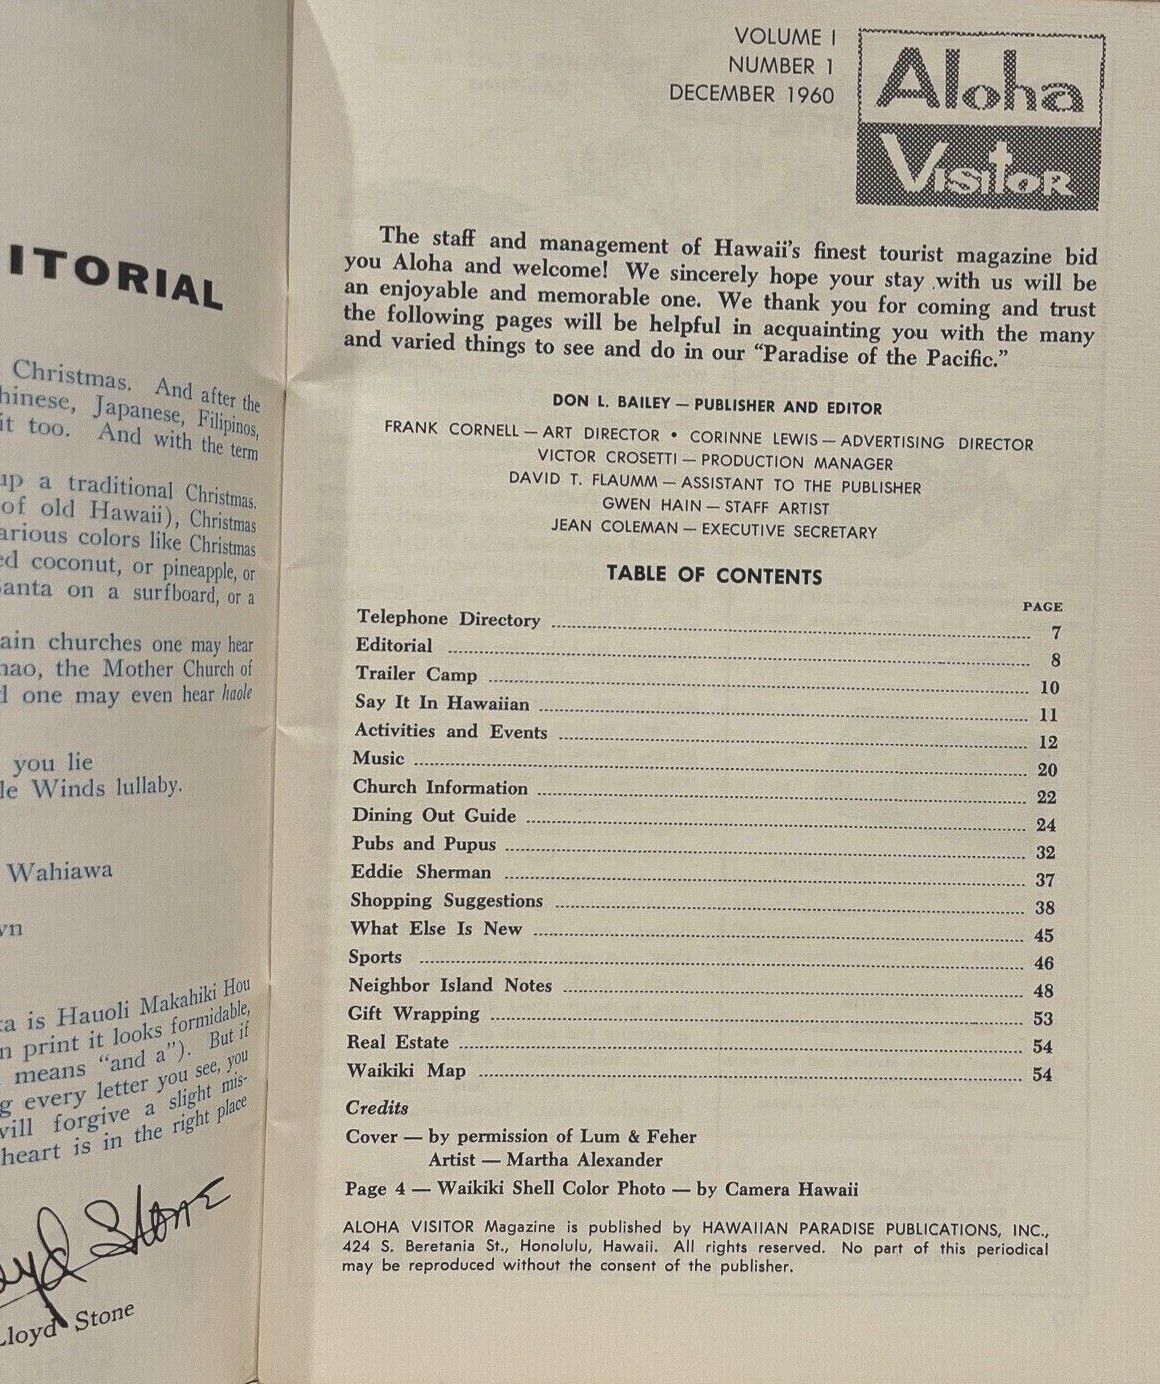 ITORIAL
Christmas. And after the
hinese, Japanese, Filipinos,
it too. And with the term
up a traditional Christmas.
of old Hawaii), Christmas
arious colors like Christmas
ed coconut, or pineapple, or
anta on a surfboard, or a
ain churches one may hear
hao, the Mother Church of
one may even hear haole
you lie
le Winds lullaby.
Wahiawa
wn
ka is Hauoli Makahiki Hou
n print it looks formidable,
means "and a"). But if
g every letter you see, you
will forgive a slight mis-
heart is in the right place
oyd Stone
Lloyd Stone
VOLUME I
NUMBER 1
DECEMBER 1960
Aloha
VISITOR
The staff and management of Hawaii's finest tourist magazine bid
you Aloha and welcome! We sincerely hope your stay with us will be
an enjoyable and memorable one. We thank you for coming and trust
the following pages will be helpful in acquainting you with the many
and varied things to see and do in our "Paradise of the Pacific."
DON L. BAILEY — PUBLISHER AND EDITOR
FRANK CORNELL — ART DIRECTOR • CORINNE LEWIS — ADVERTISING DIRECTOR
VICTOR CROSETTI — PRODUCTION MANAGER
DAVID T. FLAUMM — ASSISTANT TO THE PUBLISHER
GWEN HAIN — STAFF ARTIST
JEAN COLEMAN — EXECUTIVE SECRETARY
TABLE OF CONTENTS
PAGE
Telephone Directory 7
Editorial 8
Trailer Camp 10
Say It In Hawaiian 11
Activities and Events 12
Music 20
Church Information 22
Dining Out Guide 24
Pubs and Pupus 32
Eddie Sherman 37
Shopping Suggestions 38
What Else Is New 45
Sports 46
Neighbor Island Notes 48
Gift Wrapping 53
Real Estate 54
Waikiki Map 54
Credits
Cover — by permission of Lum & Feher
Artist — Martha Alexander
Page 4 — Waikiki Shell Color Photo — by Camera Hawaii
ALOHA VISITOR Magazine is published by HAWAIIAN PARADISE PUBLICATIONS, INC.,
424 S. Beretania St., Honolulu, Hawaii. All rights reserved. No part of this periodical
may be reproduced without the consent of the publisher.